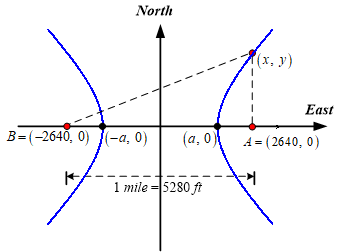 North
(x, y)
East
B = (−2640, 0)
(−a, 0)
(a, 0)
A = (2640, 0)
1 mile = 5280 ft